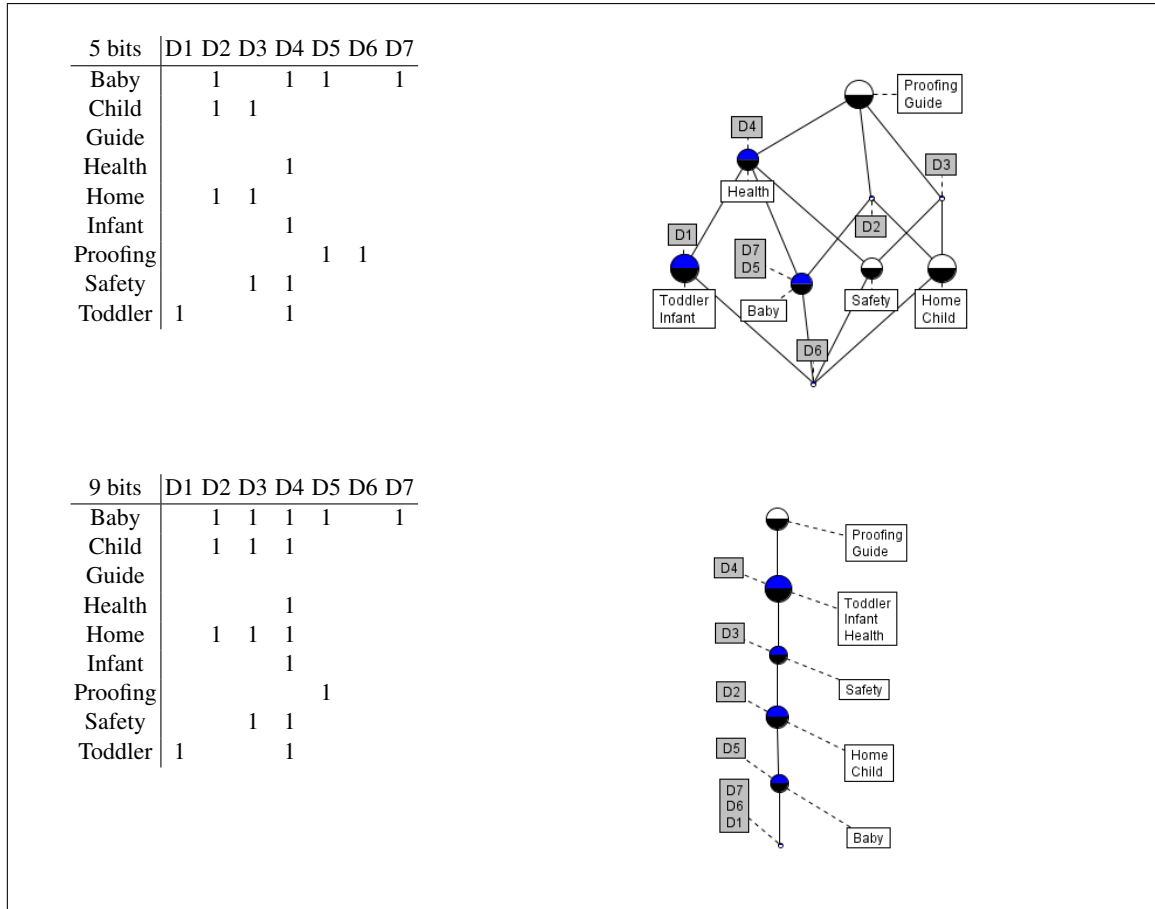 5 bits D1 D2 D3 D4 D5 D6 D7
Baby 1 1 1 1
Child 1 1
Guide
Health 1
Home 1 1
Infant 1
Proofing 1 1
Safety 1 1
Toddler 1 1
Proofing
Guide
D4
D3
Health
D2
D1
D7
D5
Toddler
Infant
Baby
Safety
Home
Child
D6
9 bits D1 D2 D3 D4 D5 D6 D7
Baby 1 1 1 1 1
Child 1 1 1
Guide
Health 1
Home 1 1 1
Infant 1
Proofing 1
Safety 1 1
Toddler 1 1
Proofing
Guide
D4
Toddler
Infant
Health
D3
Safety
D2
Home
Child
D5
D7
D6
D1
Baby